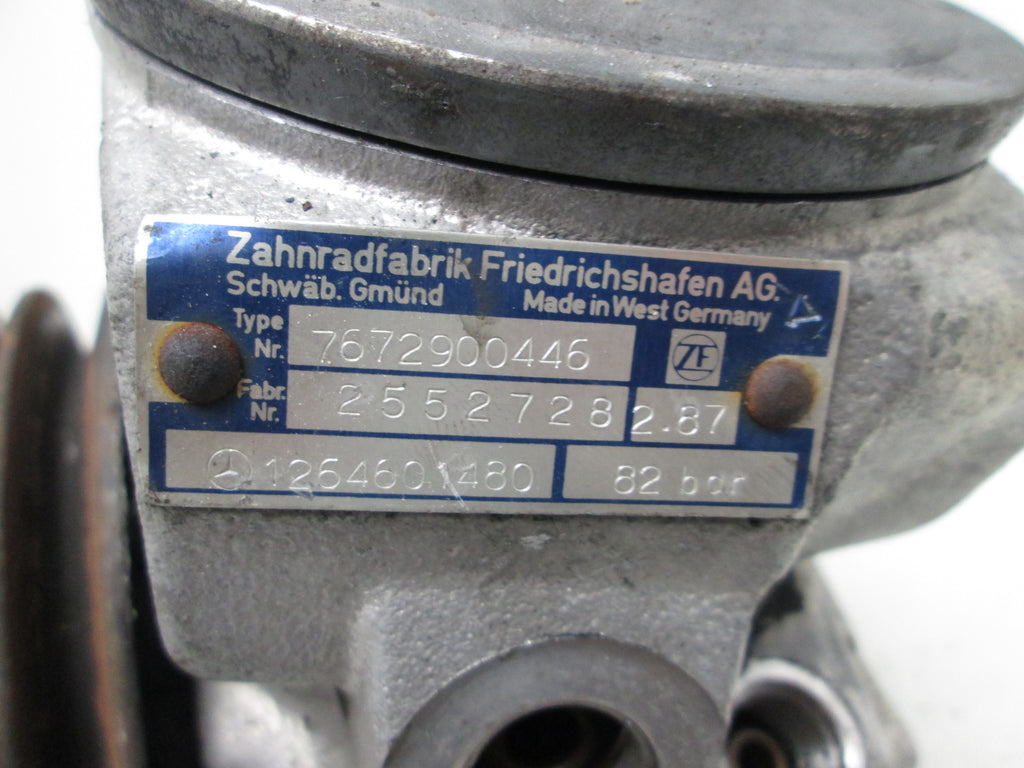 Zahnradfabrik Friedrichshafen AG.
Schwäb. Gmünd Made in West Germany
Type Nr. 7672900446 ZF
Fabr. Nr. 2552728 2.87
1264601480 82 bar